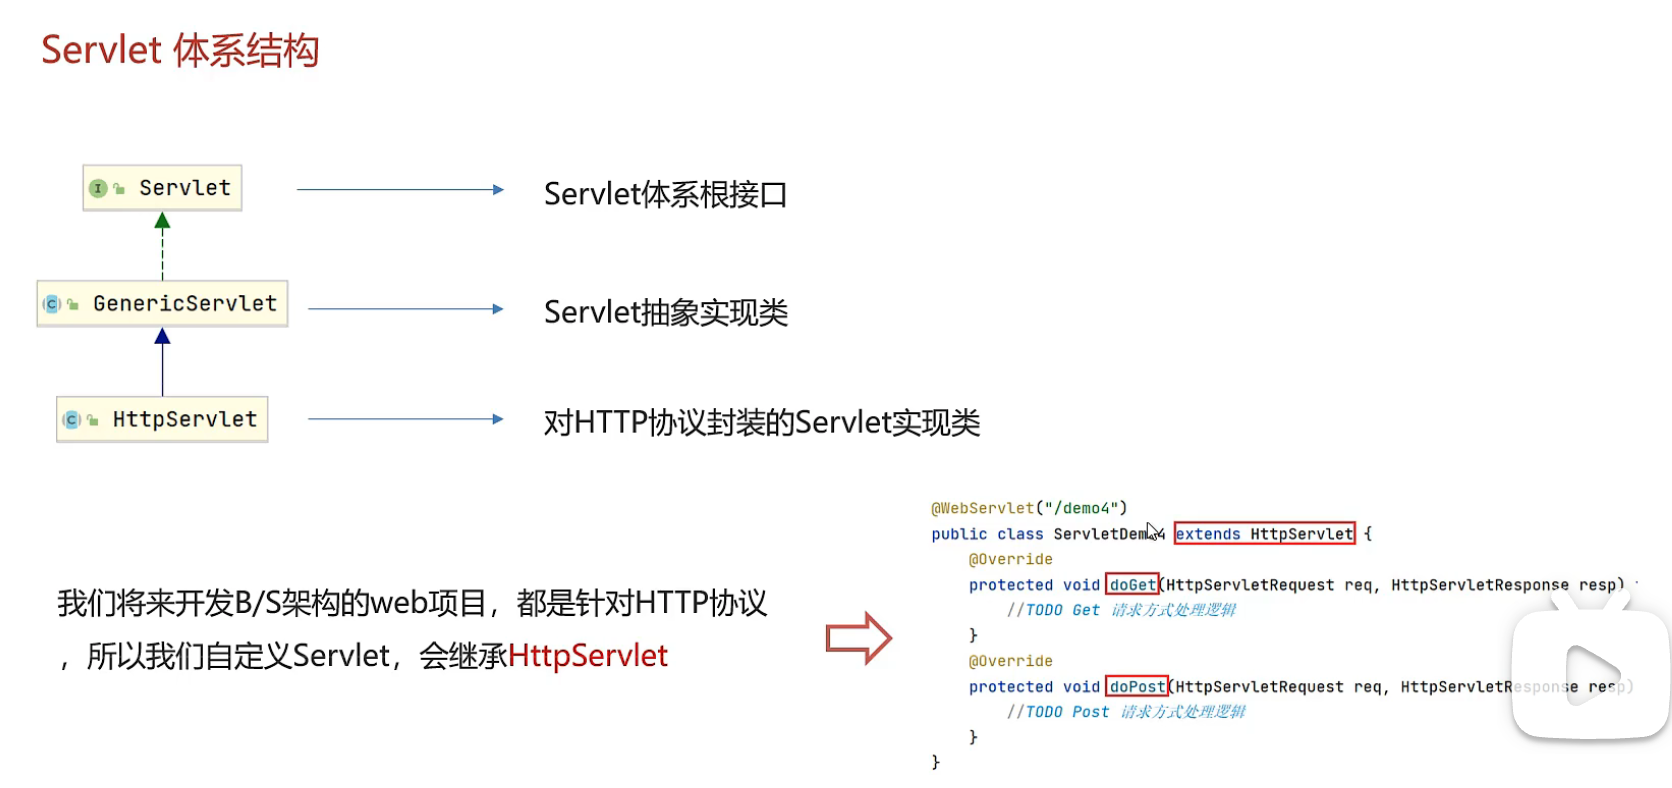 Servlet 体系结构
Servlet
Servlet体系根接口
GenericServlet
Servlet抽象实现类
HttpServlet
对HTTP协议封装的Servlet实现类
我们将来开发B/S架构的web项目，都是针对HTTP协议
，所以我们自定义Servlet，会继承HttpServlet
@WebServlet("/demo4")
public class ServletDemo4 extends HttpServlet {
@Override
protected void doGet(HttpServletRequest req, HttpServletResponse resp)
//TODO Get 请求方式处理逻辑
}
@Override
protected void doPost(HttpServletRequest req, HttpServletResponse resp)
//TODO Post 请求方式处理逻辑
}
}